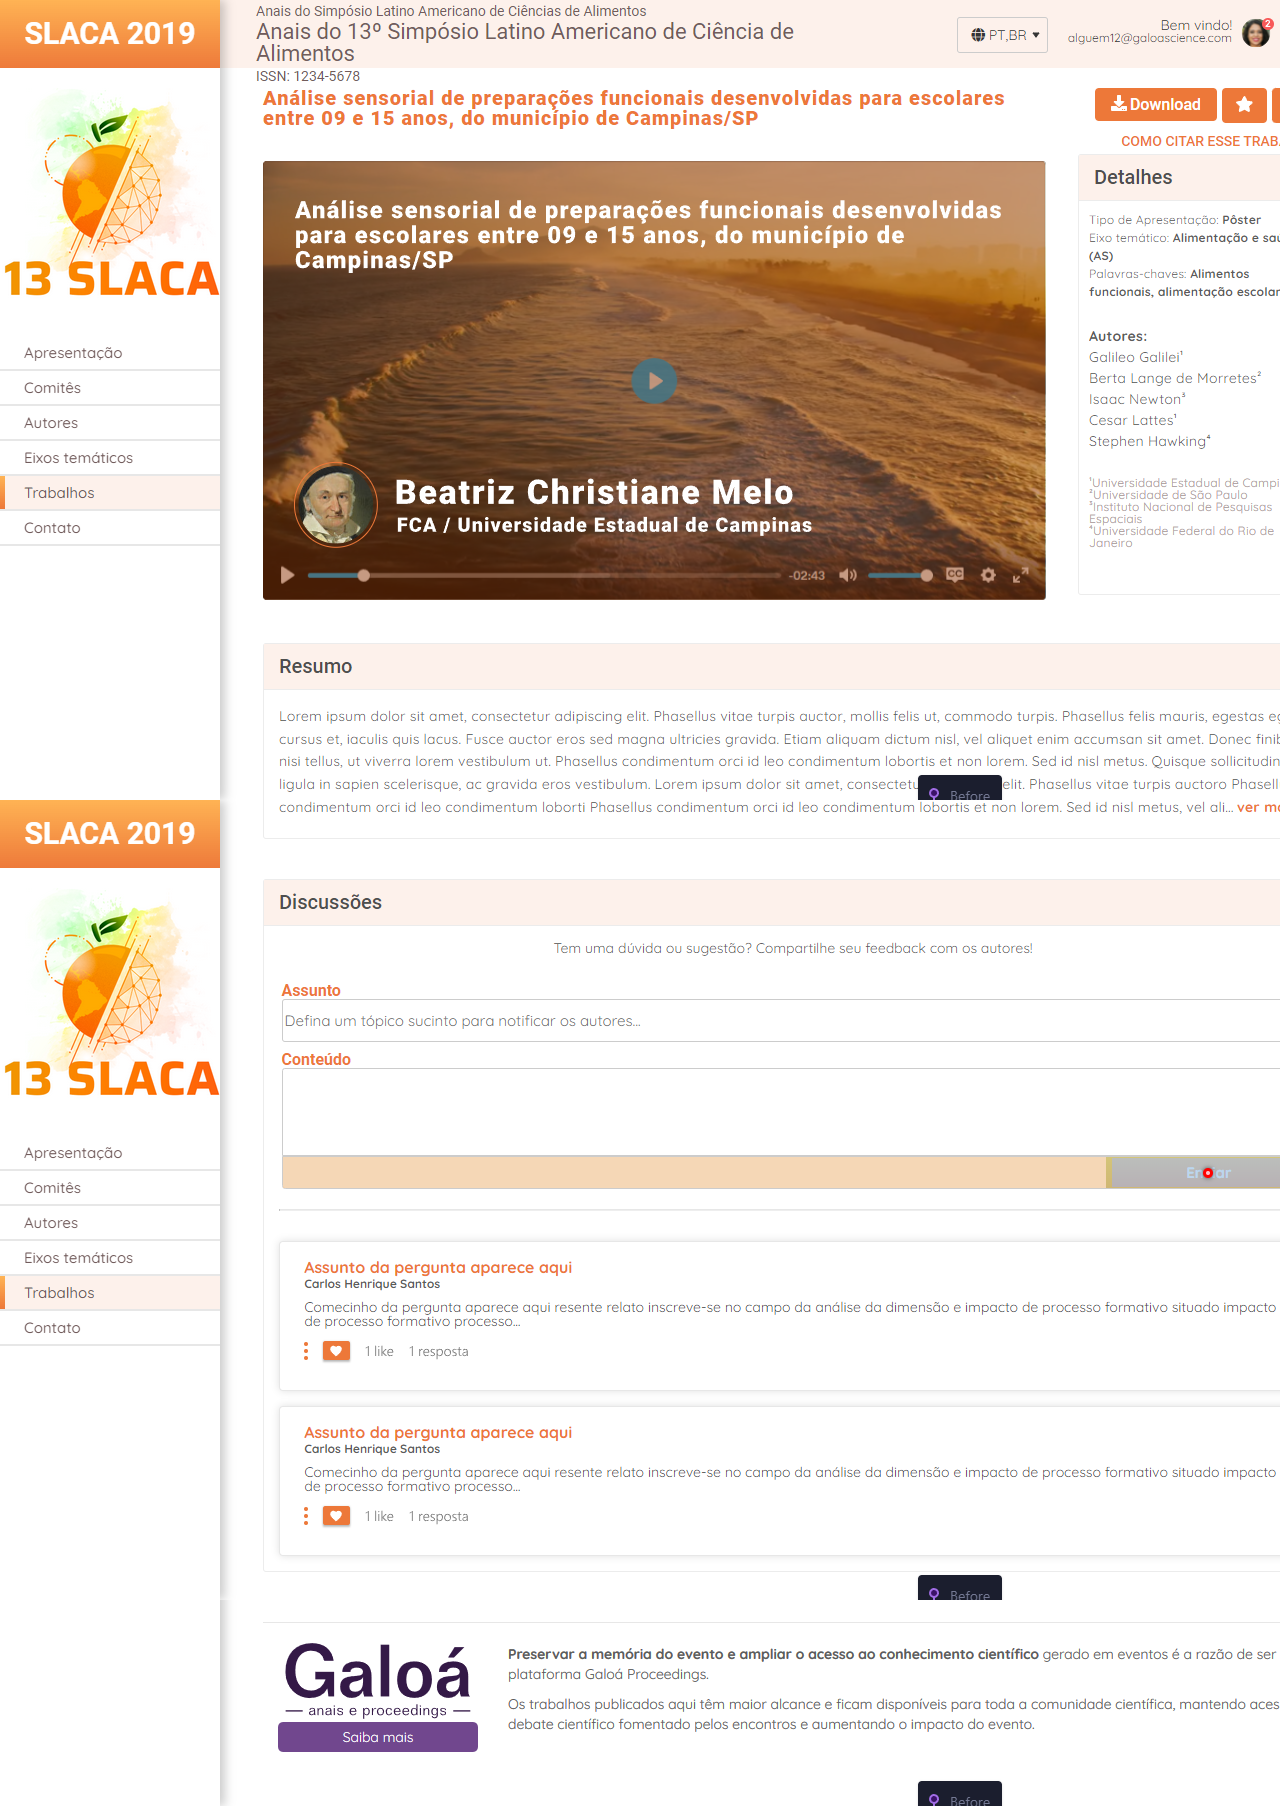 SLACA 2019
13 SLACA
Apresentação
Comitês
Autores
Eixos temáticos
Trabalhos
Contato
Anais do Simpósio Latino Americano de Ciências de Alimentos
Anais do 13º Simpósio Latino Americano de Ciência de
Alimentos
ISSN: 1234-5678
PT,BR
Bem vindo!
alguem12@galoascience.com
2
Análise sensorial de preparações funcionais desenvolvidas para escolares
entre 09 e 15 anos, do município de Campinas/SP
Download
COMO CITAR ESSE TRABA
Análise sensorial de preparações funcionais desenvolvidas
para escolares entre 09 e 15 anos, do município de
Campinas/SP
Beatriz Christiane Melo
FCA / Universidade Estadual de Campinas
-02:43
CC
Detalhes
Tipo de Apresentação: Pôster
Eixo temático: Alimentação e saú
(AS)
Palavras-chaves: Alimentos
funcionais, alimentação escolar
Autores:
Galileo Galilei¹
Berta Lange de Morretes²
Isaac Newton³
Cesar Lattes¹
Stephen Hawking⁴
¹Universidade Estadual de Campi
²Universidade de São Paulo
³Instituto Nacional de Pesquisas
Espaciais
⁴Universidade Federal do Rio de
Janeiro
Resumo
Lorem ipsum dolor sit amet, consectetur adipiscing elit. Phasellus vitae turpis auctor, mollis felis ut, commodo turpis. Phasellus felis mauris, egestas eg
cursus et, iaculis quis lacus. Fusce auctor eros sed magna ultricies gravida. Etiam aliquam dictum nisl, vel aliquet enim accumsan sit amet. Donec finib
nisi tellus, ut viverra lorem vestibulum ut. Phasellus condimentum orci id leo condimentum lobortis et non lorem. Sed id nisl metus. Quisque sollicitudin
ligula in sapien scelerisque, ac gravida eros vestibulum. Lorem ipsum dolor sit amet, consectetu elit. Phasellus vitae turpis auctoro Phasell
Before
condimentum orci id leo condimentum loborti Phasellus condimentum orci id leo condimentum lobortis et non lorem. Sed id nisl metus, vel ali... ver mo
SLACA 2019
13 SLACA
Apresentação
Comitês
Autores
Eixos temáticos
Trabalhos
Contato
Discussões
Tem uma dúvida ou sugestão? Compartilhe seu feedback com os autores!
Assunto
Defina um tópico sucinto para notificar os autores...
Conteúdo
Enviar
Assunto da pergunta aparece aqui
Carlos Henrique Santos
Comecinho da pergunta aparece aqui resente relato inscreve-se no campo da análise da dimensão e impacto de processo formativo situado impacto
de processo formativo processo...
1 like 1 resposta
Assunto da pergunta aparece aqui
Carlos Henrique Santos
Comecinho da pergunta aparece aqui resente relato inscreve-se no campo da análise da dimensão e impacto de processo formativo situado impacto
de processo formativo processo...
1 like 1 resposta
Before
Galoá
anais e proceedings
Saiba mais
Preservar a memória do evento e ampliar o acesso ao conhecimento científico gerado em eventos é a razão de ser
plataforma Galoá Proceedings.
Os trabalhos publicados aqui têm maior alcance e ficam disponíveis para toda a comunidade científica, mantendo aces
debate científico fomentado pelos encontros e aumentando o impacto do evento.
Before